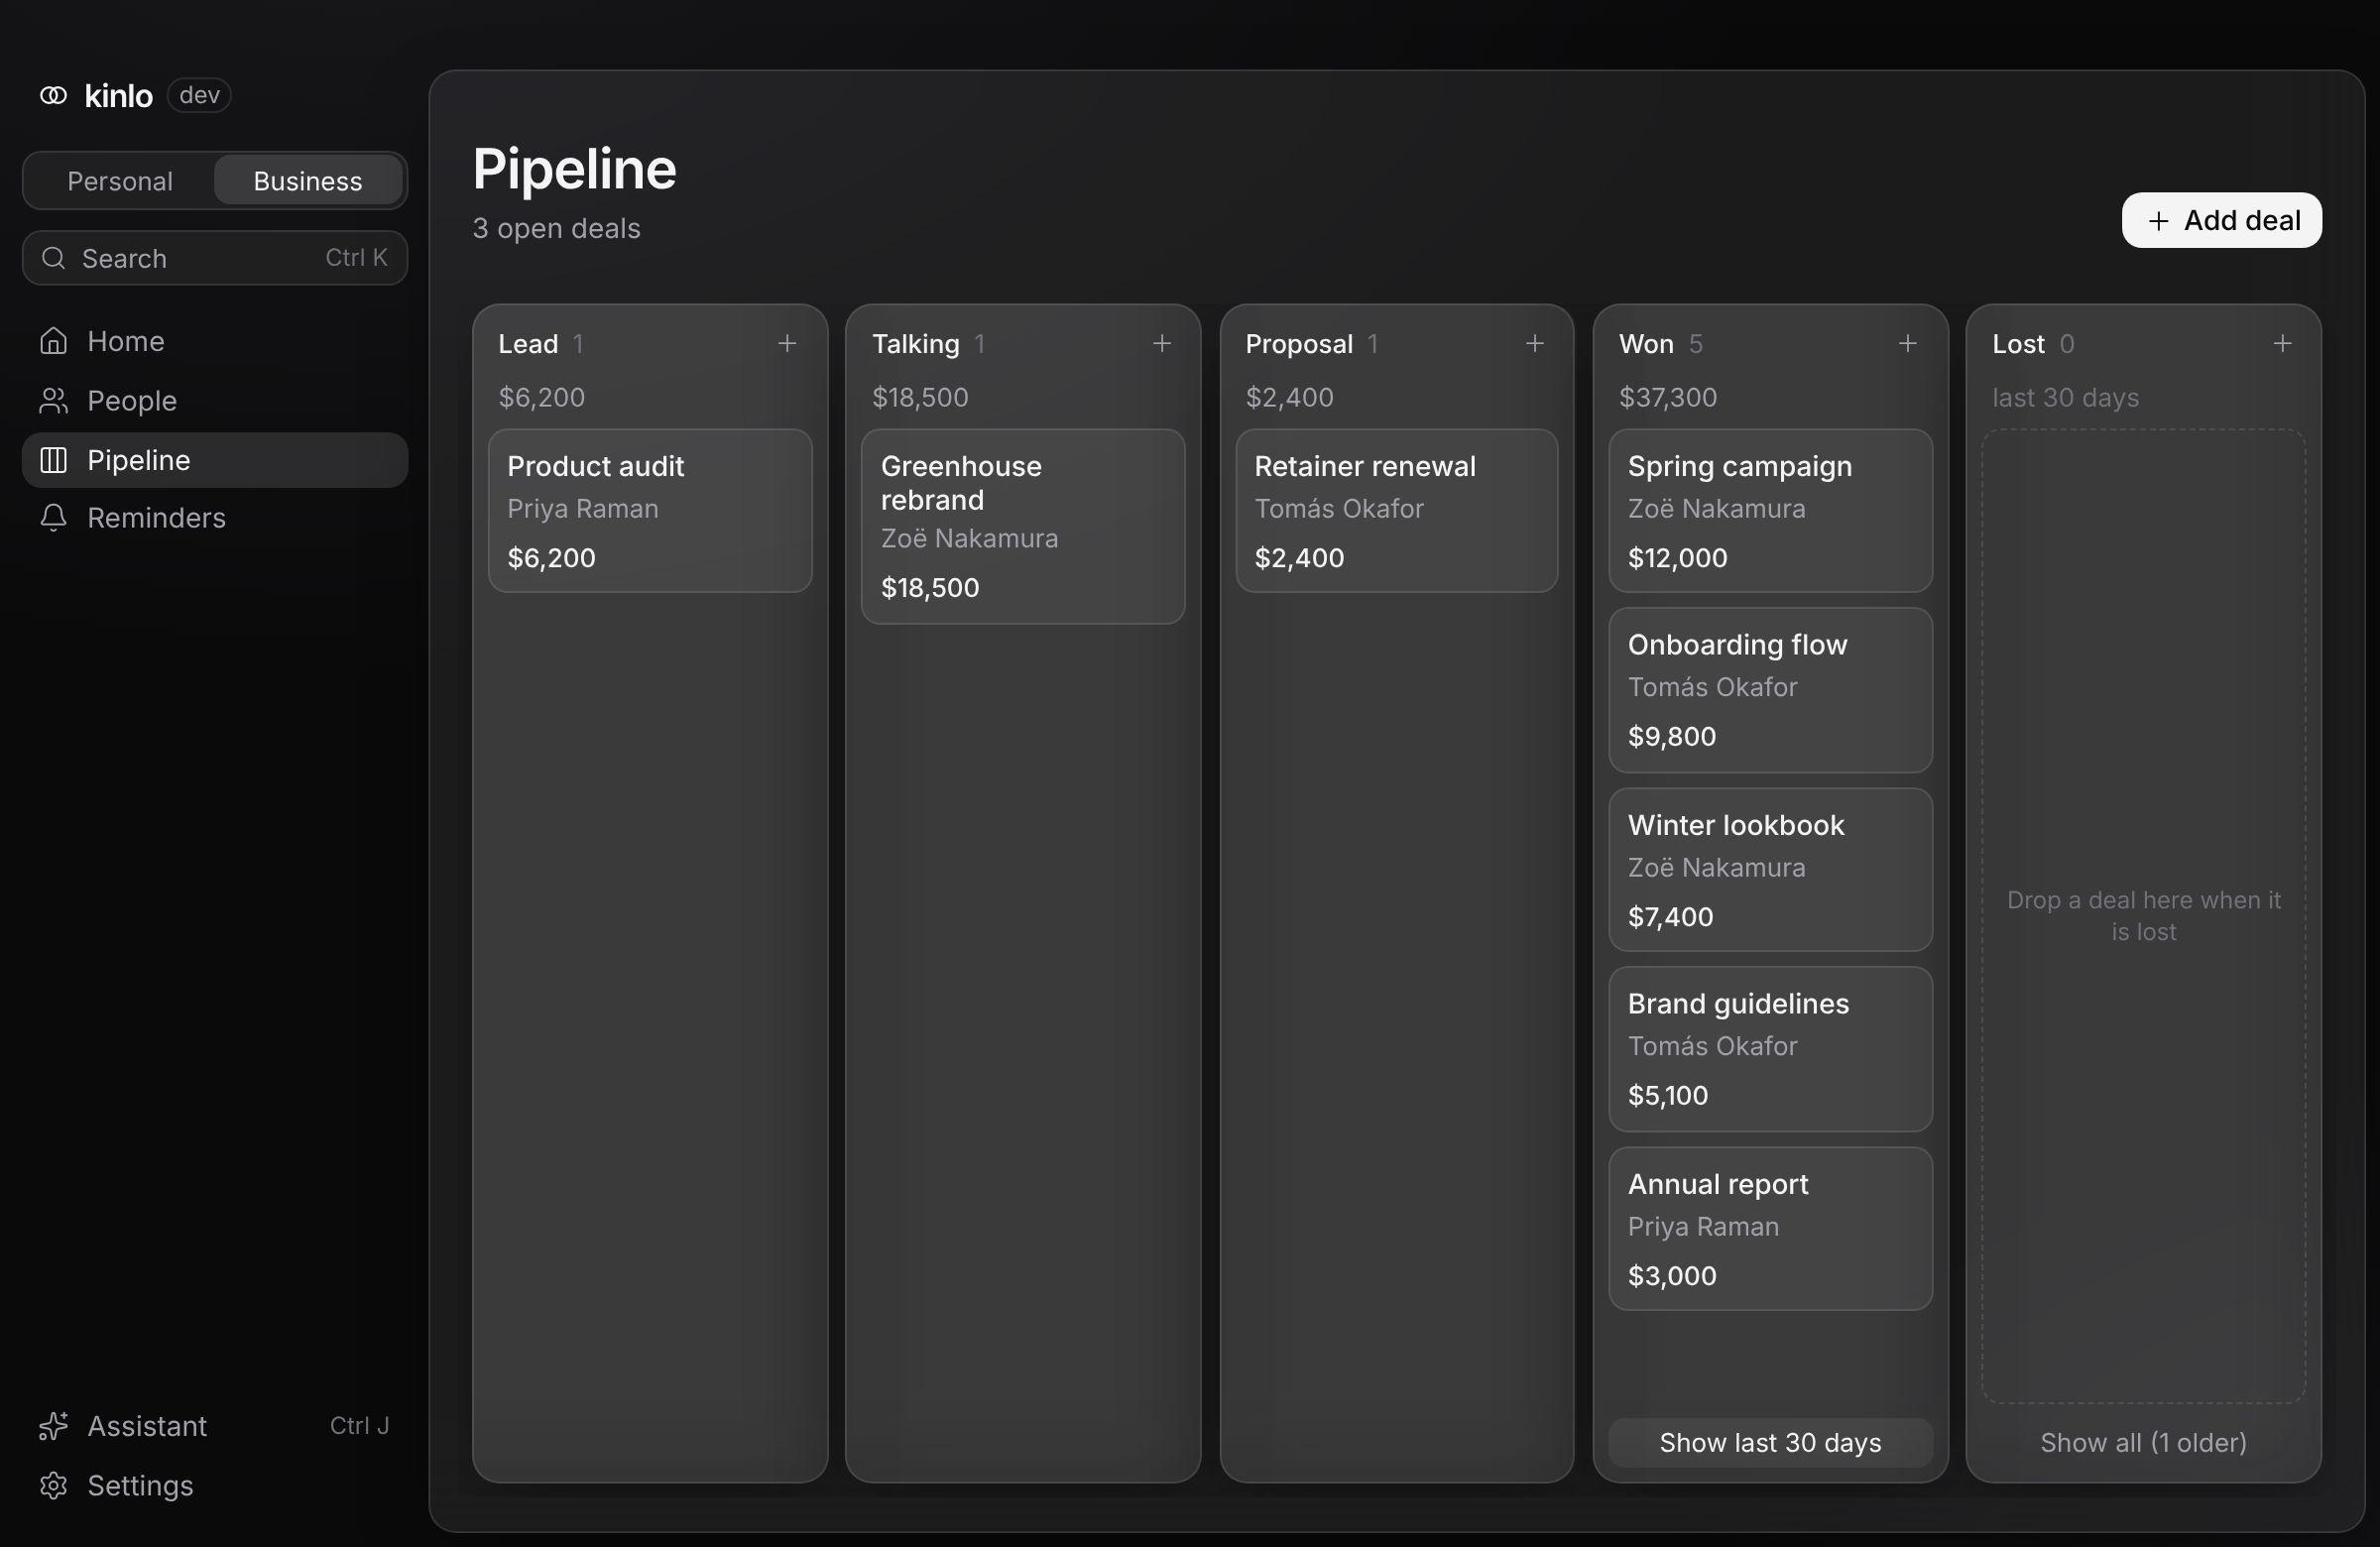 kinlo dev
Personal Business
Search Ctrl K
Home
People
Pipeline
Reminders
Assistant Ctrl J
Settings
Pipeline
3 open deals
+ Add deal
Lead 1 +
$6,200
Product audit
Priya Raman
$6,200
Talking 1 +
$18,500
Greenhouse
rebrand
Zoë Nakamura
$18,500
Proposal 1 +
$2,400
Retainer renewal
Tomás Okafor
$2,400
Won 5 +
$37,300
Spring campaign
Zoë Nakamura
$12,000
Onboarding flow
Tomás Okafor
$9,800
Winter lookbook
Zoë Nakamura
$7,400
Brand guidelines
Tomás Okafor
$5,100
Annual report
Priya Raman
$3,000
Show last 30 days
Lost 0 +
last 30 days
Drop a deal here when it
is lost
Show all (1 older)